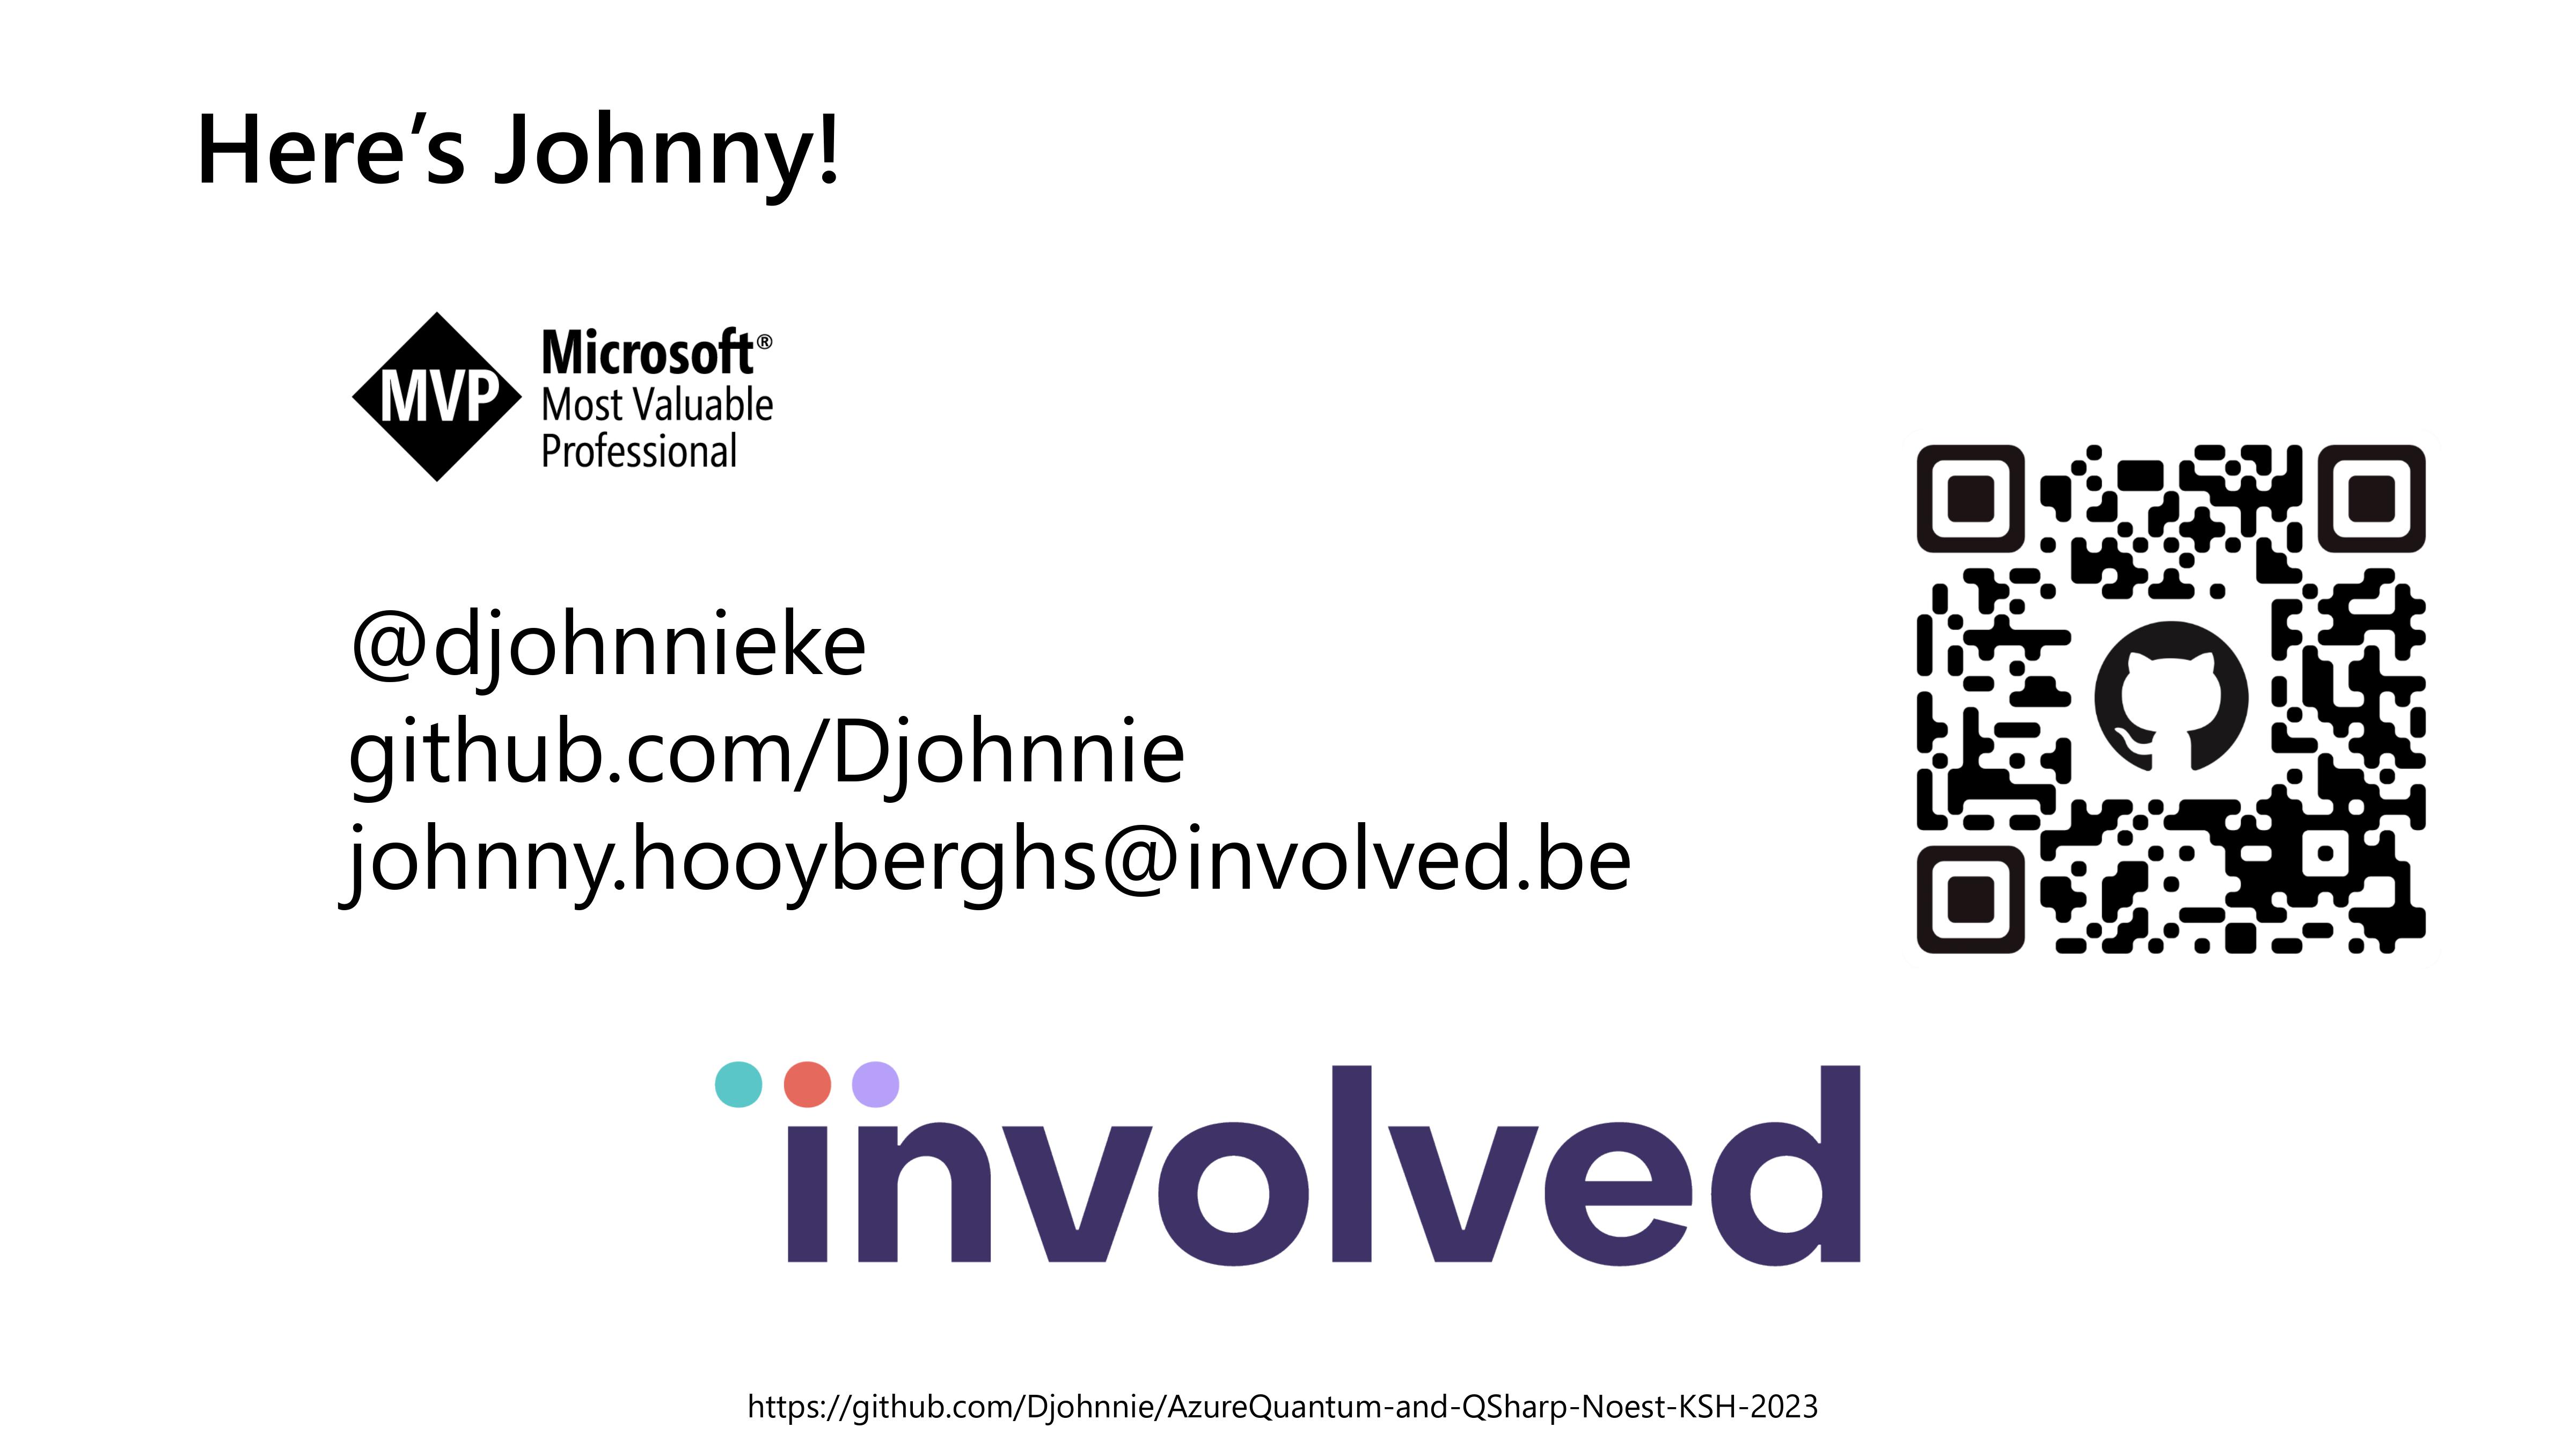 Here’s Johnny!
MVP
Microsoft®
Most Valuable
Professional
@djohnnieke
github.com/Djohnnie
johnny.hooyberghs@involved.be
involved
https://github.com/Djohnnie/AzureQuantum-and-QSharp-Noest-KSH-2023